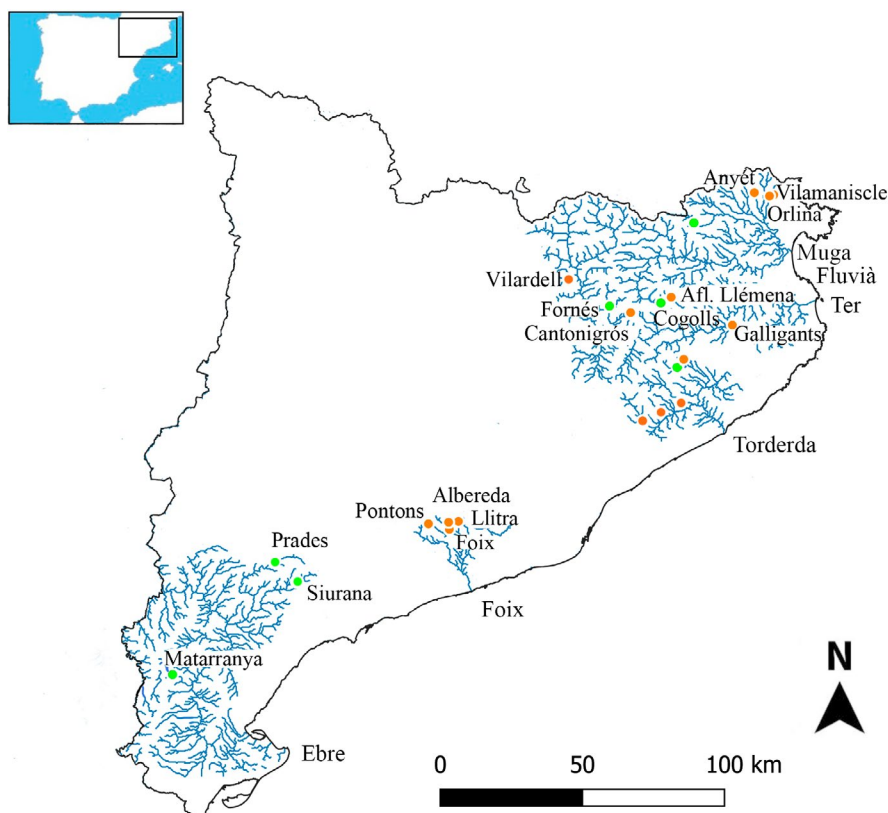 Anyet
Vilamaniscle
Orlina
Muga
Fluvià
Ter
Vilardell
Afl. Llémena
Fornés
Cogolls
Cantonigròs
Galligants
Torderda
Albereda
Pontons
Llitra
Foix
Prades
Siurana
Foix
Matarranya
Ebre
N
0 50 100 km